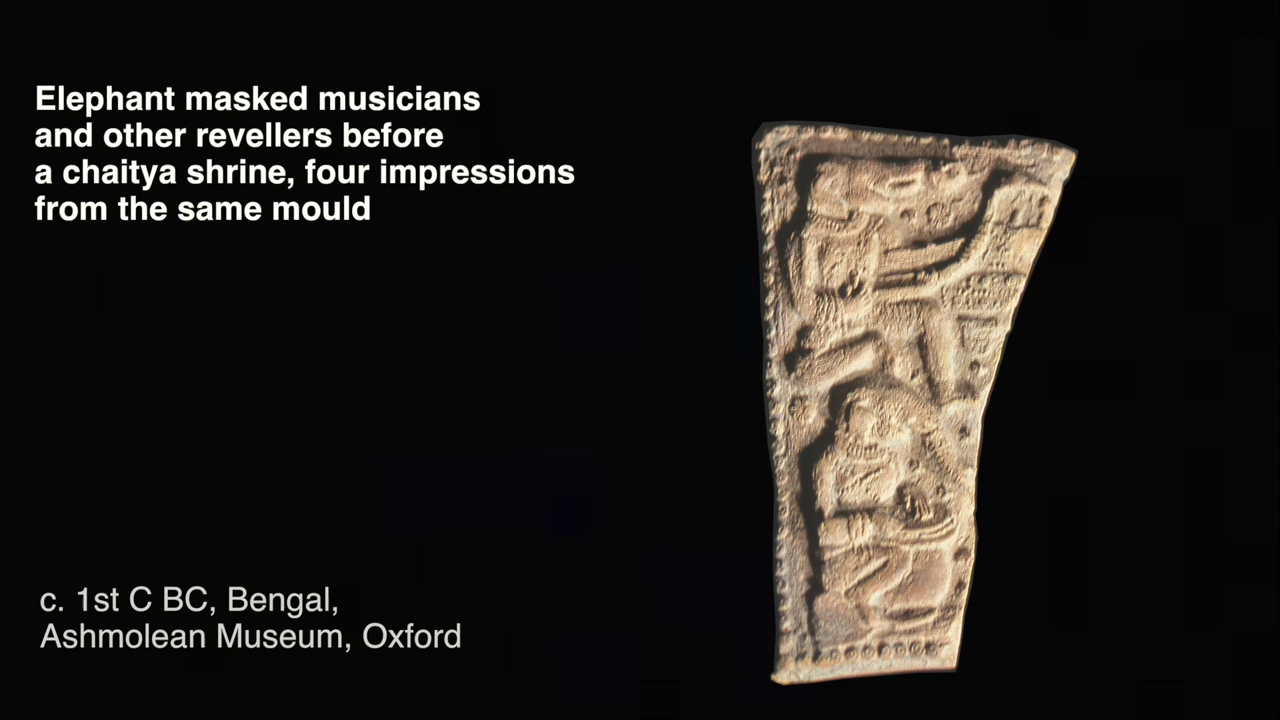 Elephant masked musicians
and other revellers before
a chaitya shrine, four impressions
from the same mould
c. 1st C BC, Bengal,
Ashmolean Museum, Oxford